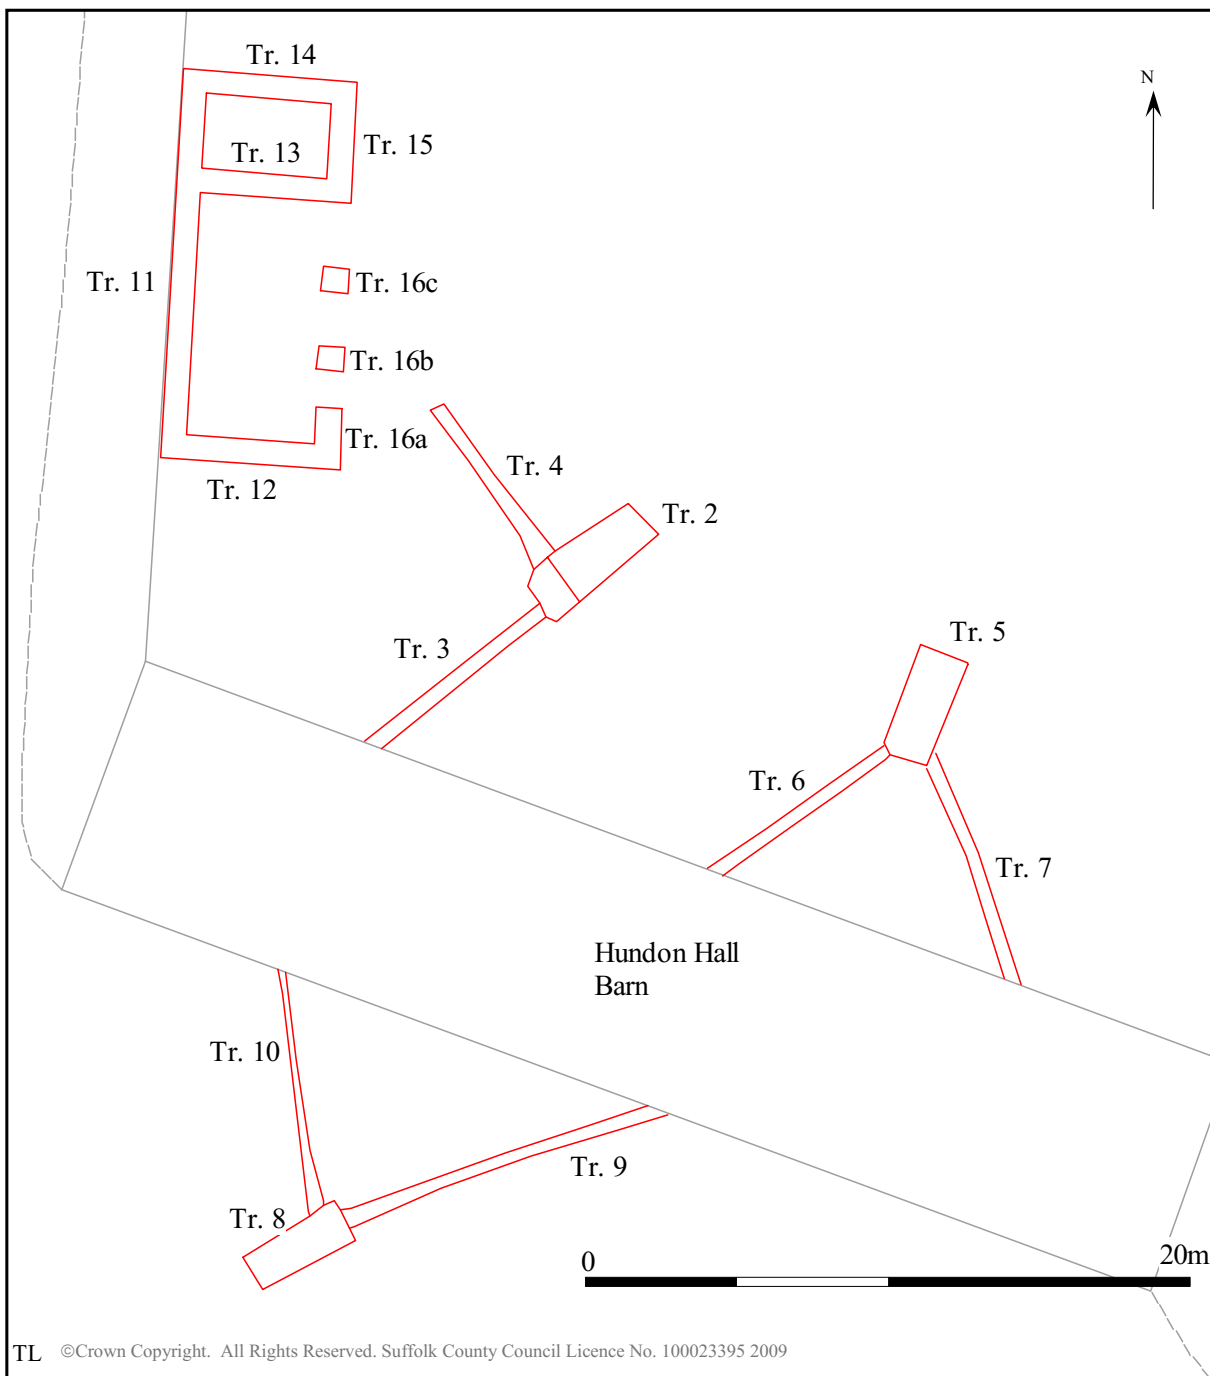 Tr. 14
N
Tr. 15
Tr. 13
Tr. 11
Tr. 16c
Tr. 16b
Tr. 16a
Tr. 4
Tr. 12
Tr. 2
Tr. 5
Tr. 3
Tr. 6
Tr. 7
Hundon Hall
Barn
Tr. 10
Tr. 9
Tr. 8
0
20m
TL ©Crown Copyright. All Rights Reserved. Suffolk County Council Licence No. 100023395 2009